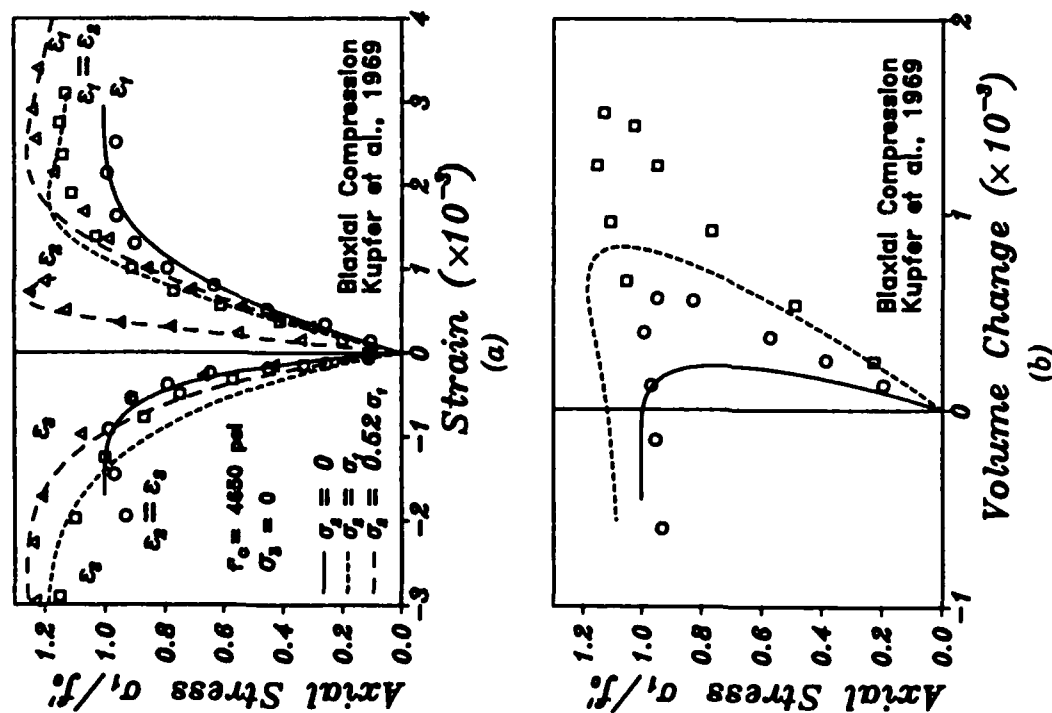 Axial Stress σ₁/f'c
1.2
1.0
0.8
0.6
0.4
0.2
0.0
-3
-2
-1
0
1
2
3
4
Strain (×10⁻³)
(a)
ε₃
ε₃
ε₂
ε₁
ε₁ = ε₂
ε₁
ε₂ = ε₃
f'c = 4650 psi
σ₃ = 0
σ₂ = 0
σ₂ = σ₁
σ₂ = 0.52σ₁
Biaxial Compression
Kupfer et al., 1969
Axial Stress σ₁/f'c
1.2
1.0
0.8
0.6
0.4
0.2
0.0
-1
0
1
2
Volume Change (×10⁻³)
(b)
Biaxial Compression
Kupfer et al., 1969